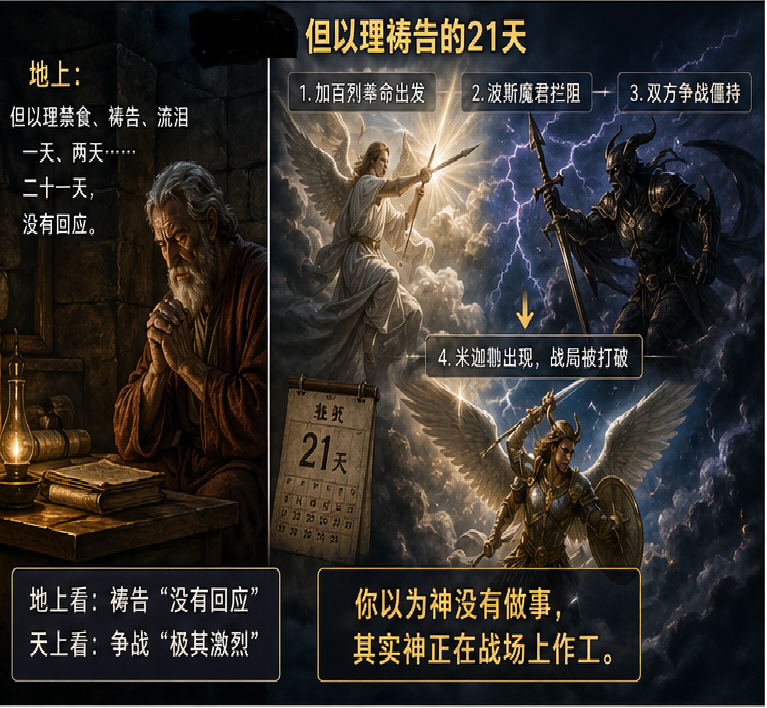 但以理祷告的21天
地上：
但以理禁食、祷告、流泪
一天、两天……
二十一天，
没有回应。
1. 加百列奉命出发
2. 波斯魔君拦阻
3. 双方争战僵持
4. 米迦勒出现，战局被打破
21天
地上看：祷告“没有回应”
天上看：争战“极其激烈”
你以为神没有做事，
其实神正在战场上作工。